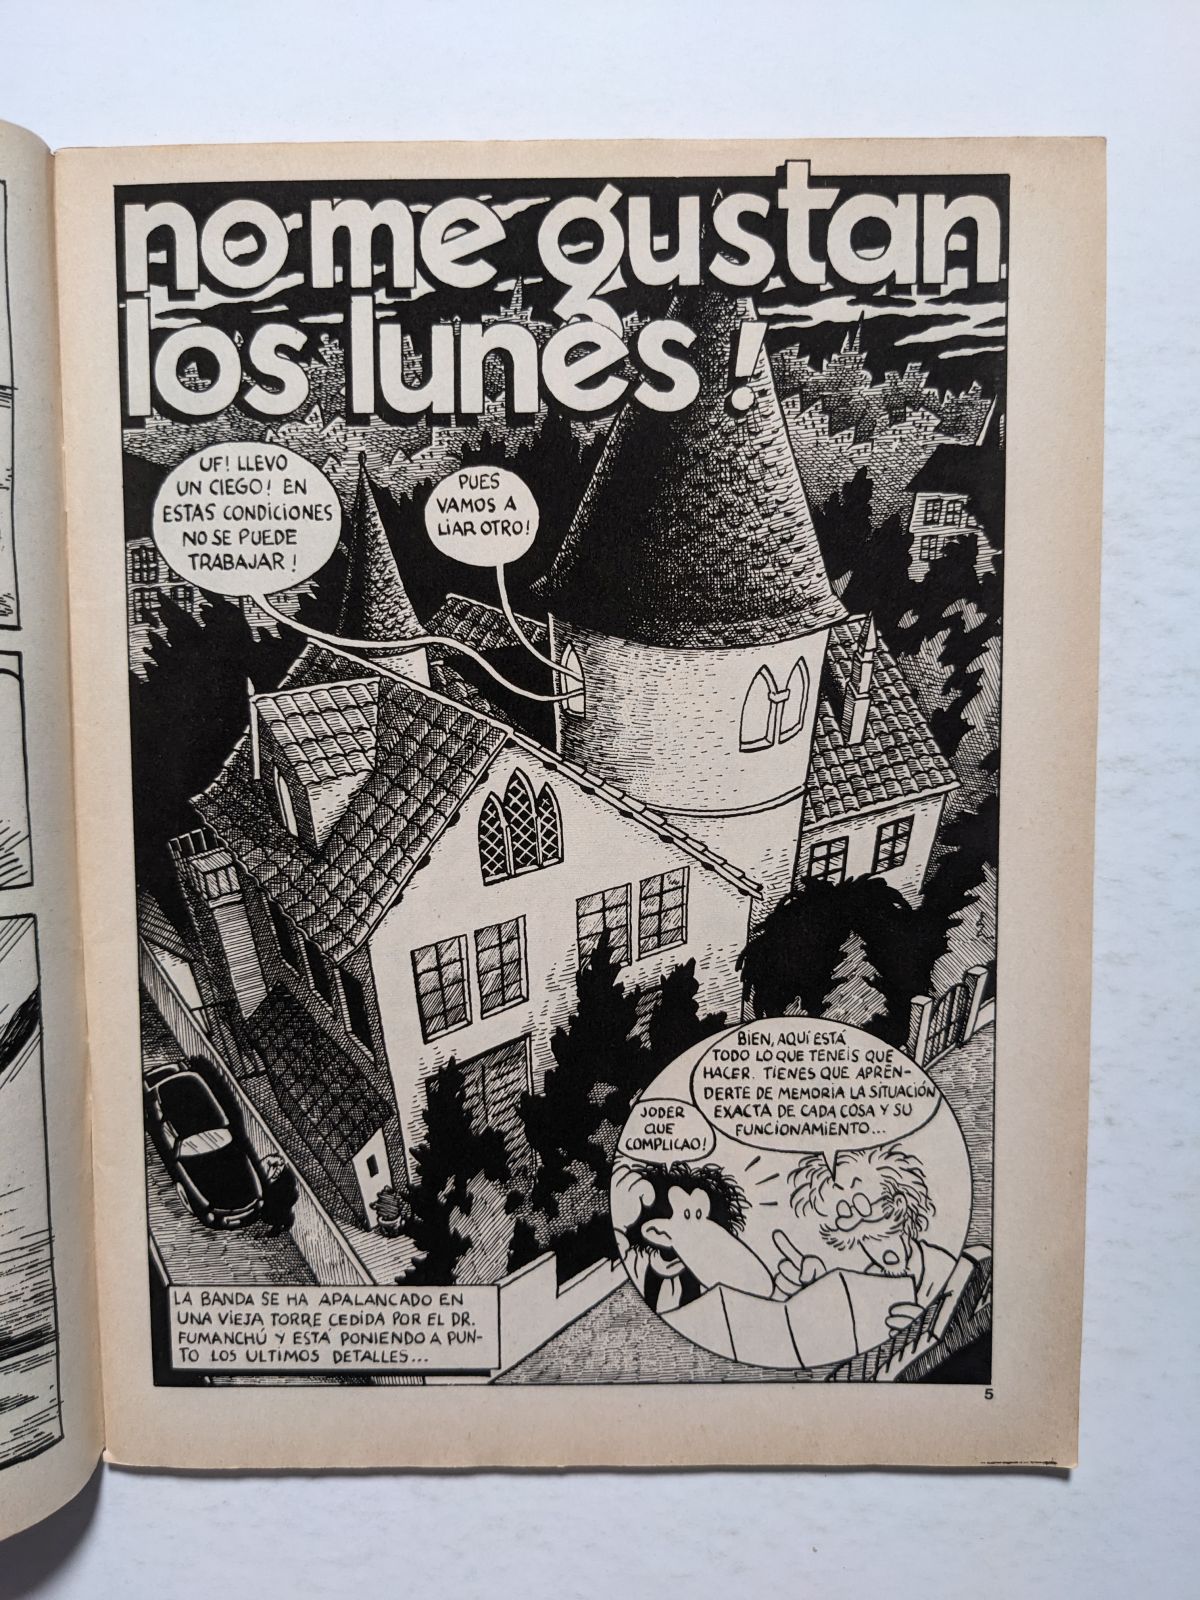 no me gustan
los lunes!
UF! LLEVO
UN CIEGO! EN
ESTAS CONDICIONES
NO SE PUEDE
TRABAJAR!
PUES
VAMOS A
LIAR OTRO!
BIEN, AQUÍ ESTÁ
TODO LO QUE TENEIS QUE
HACER. TIENES QUE APREN-
DERTE DE MEMORIA LA SITUACIÓN
EXACTA DE CADA COSA Y SU
FUNCIONAMIENTO...
JODER
QUE
COMPLICAO!
LA BANDA SE HA APALANCADO EN
UNA VIEJA TORRE CEDIDA POR EL DR.
FUMANCHÚ Y ESTÁ PONIENDO A PUN-
TO LOS ULTIMOS DETALLES...
5